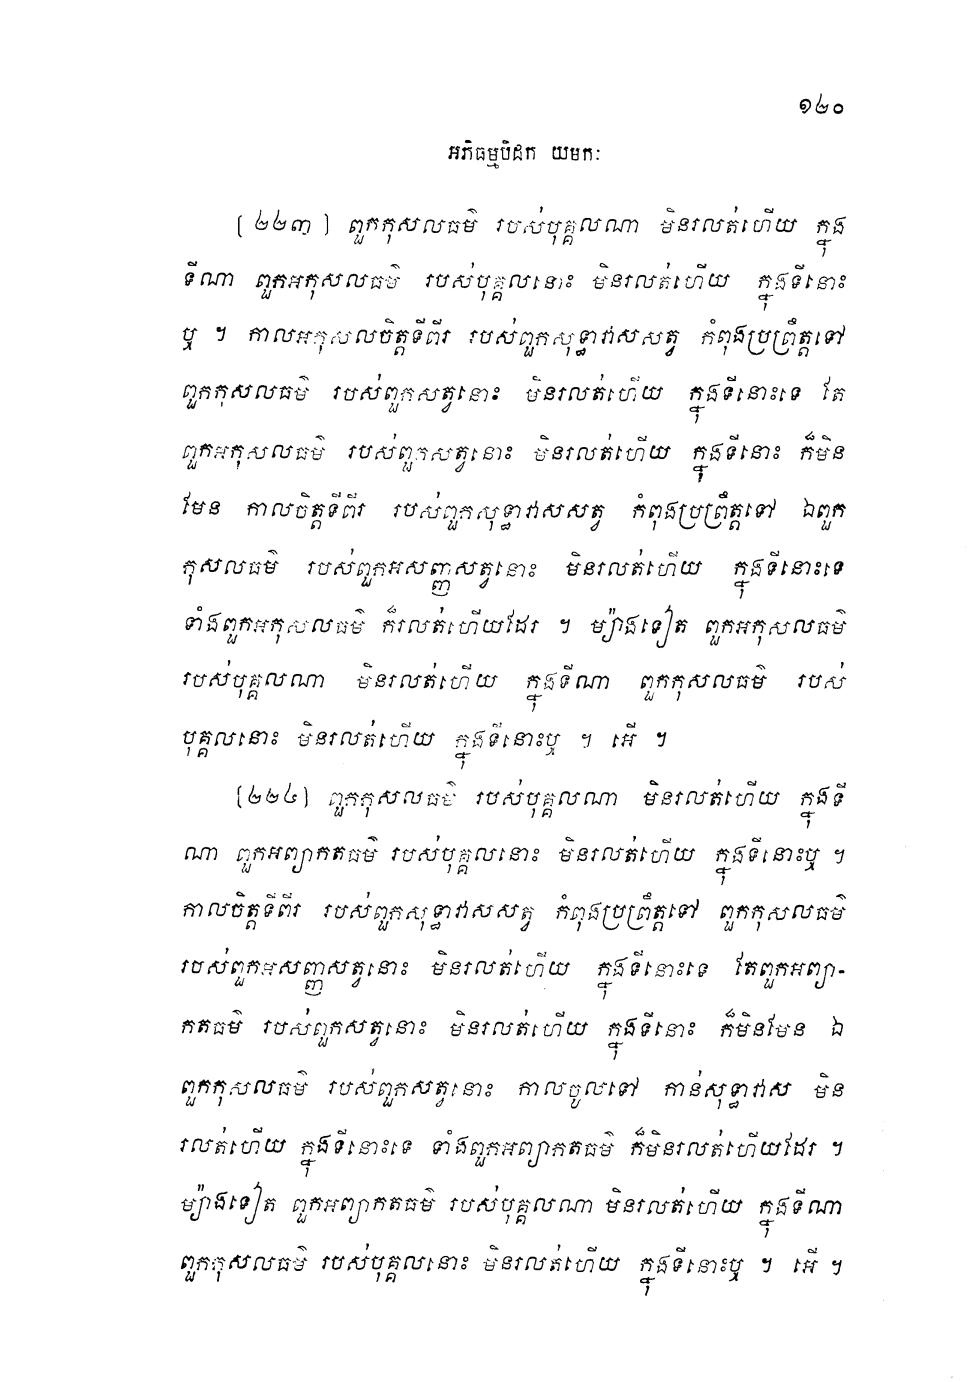 ១២០
អភិធម្មបិដក យមកៈ
(២២៣) ពួកកុសលធម៌ របស់បុគ្គលណា មិនរលត់ហើយ ក្នុង
ទីណា ពួកអកុសលធម៌ របស់បុគ្គលនោះ មិនរលត់ហើយ ក្នុងទីនោះ
ឬ ។ កាលអកុសលចិត្តទីពីរ របស់ពួកសុទ្ធាវាសសត្វ កំពុងប្រព្រឹត្តទៅ
ពួកកុសលធម៌ របស់ពួកសត្វនោះ មិនរលត់ហើយ ក្នុងទីនោះទេ តែ
ពួកអកុសលធម៌ របស់ពួកសត្វនោះ មិនរលត់ហើយ ក្នុងទីនោះ ក៏មិន
មែន កាលចិត្តទីពីរ របស់ពួកសុទ្ធាវាសសត្វ កំពុងប្រព្រឹត្តទៅ ឯពួក
កុសលធម៌ របស់ពួកអសញ្ញសត្វនោះ មិនរលត់ហើយ ក្នុងទីនោះទេ
ទាំងពួកអកុសលធម៌ ក៏រលត់ហើយដែរ ។ ម្យ៉ាងទៀត ពួកអកុសលធម៌
របស់បុគ្គលណា មិនរលត់ហើយ ក្នុងទីណា ពួកកុសលធម៌ របស់
បុគ្គលនោះ មិនរលត់ហើយ ក្នុងទីនោះឬ ។ អើ ។
(២២៤) ពួកកុសលធម៌ របស់បុគ្គលណា មិនរលត់ហើយ ក្នុងទី
ណា ពួកអព្យាកតធម៌ របស់បុគ្គលនោះ មិនរលត់ហើយ ក្នុងទីនោះឬ ។
កាលចិត្តទីពីរ របស់ពួកសុទ្ធាវាសសត្វ កំពុងប្រព្រឹត្តទៅ ពួកកុសលធម៌
របស់ពួកអសញ្ញសត្វនោះ មិនរលត់ហើយ ក្នុងទីនោះទេ តែពួកអព្យា-
កតធម៌ របស់ពួកសត្វនោះ មិនរលត់ហើយ ក្នុងទីនោះ ក៏មិនមែន ឯ
ពួកកុសលធម៌ របស់ពួកសត្វនោះ កាលចូលទៅ កាន់សុទ្ធាវាស មិន
រលត់ហើយ ក្នុងទីនោះទេ ទាំងពួកអព្យាកតធម៌ ក៏មិនរលត់ហើយដែរ ។
ម្យ៉ាងទៀត ពួកអព្យាកតធម៌ របស់បុគ្គលណា មិនរលត់ហើយ ក្នុងទីណា
ពួកកុសលធម៌ របស់បុគ្គលនោះ មិនរលត់ហើយ ក្នុងទីនោះឬ ។ អើ ។